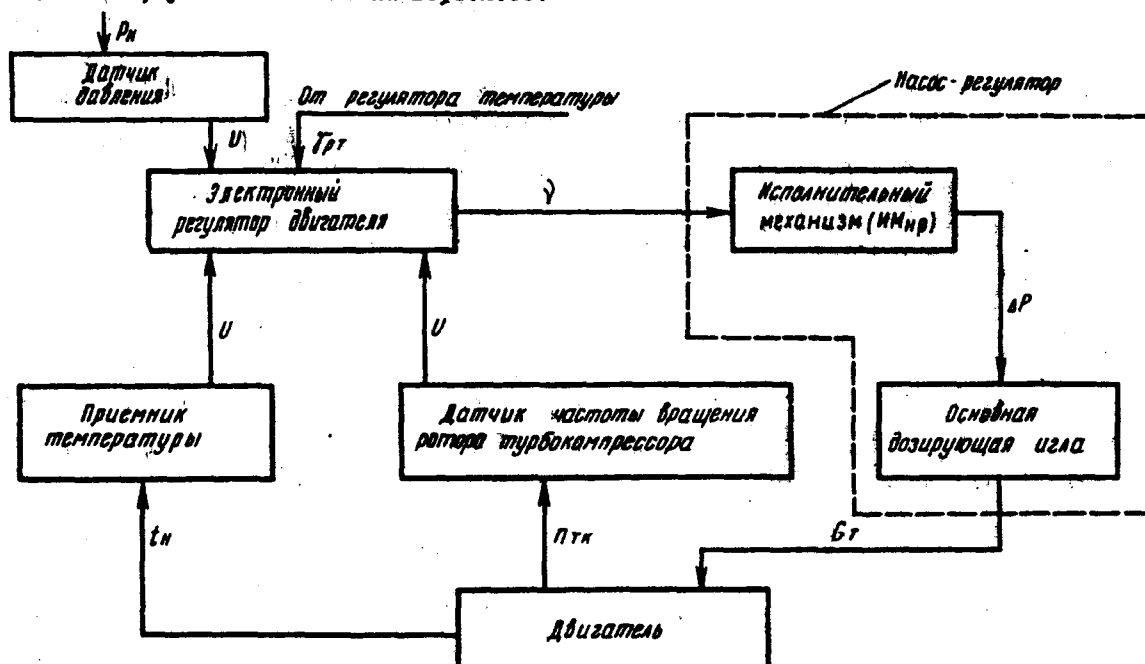 Pн
Датчик
давления
От регулятора температуры
Насос-регулятор
U
γрт
Электронный
регулятор двигателя
γ
Исполнительный
механизм (ИМнр)
ΔP
U
U
Приемник
температуры
Датчик частоты вращения
ротора турбокомпрессора
Основная
дозирующая игла
tн
nтк
Gт
Двигатель